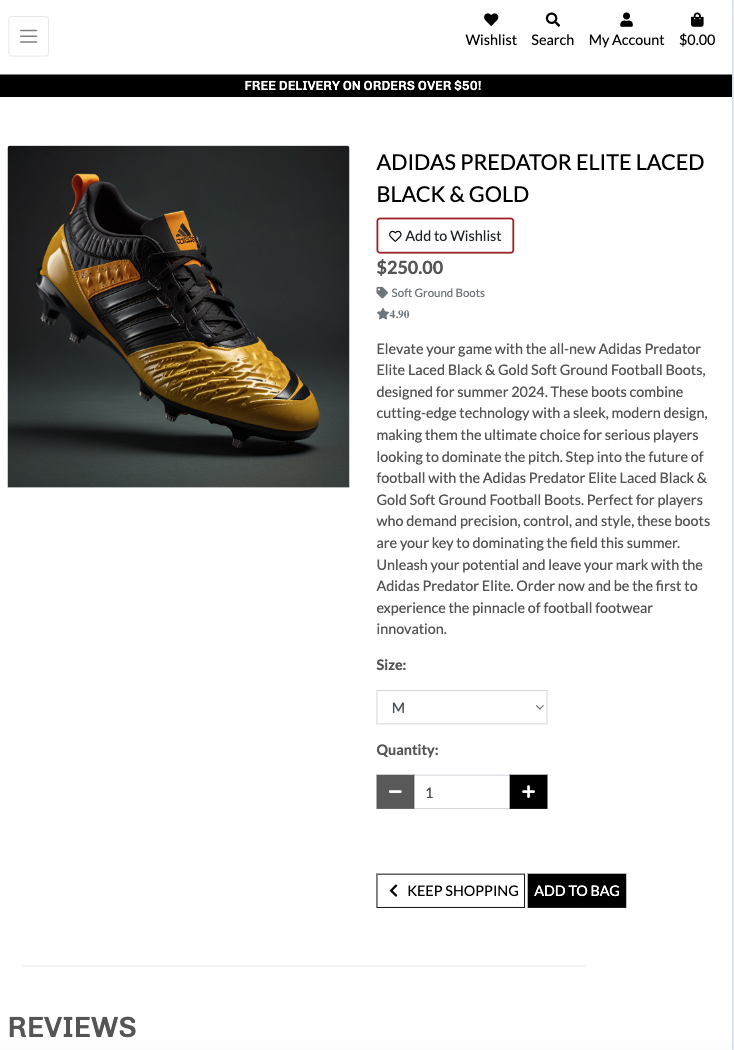 Wishlist
Search
My Account
$0.00
FREE DELIVERY ON ORDERS OVER $50!
ADIDAS PREDATOR ELITE LACED
BLACK & GOLD
Add to Wishlist
$250.00
Soft Ground Boots
4.90
Elevate your game with the all-new Adidas Predator
Elite Laced Black & Gold Soft Ground Football Boots,
designed for summer 2024. These boots combine
cutting-edge technology with a sleek, modern design,
making them the ultimate choice for serious players
looking to dominate the pitch. Step into the future of
football with the Adidas Predator Elite Laced Black &
Gold Soft Ground Football Boots. Perfect for players
who demand precision, control, and style, these boots
are your key to dominating the field this summer.
Unleash your potential and leave your mark with the
Adidas Predator Elite. Order now and be the first to
experience the pinnacle of football footwear
innovation.
Size:
M
Quantity:
1
KEEP SHOPPING
ADD TO BAG
REVIEWS